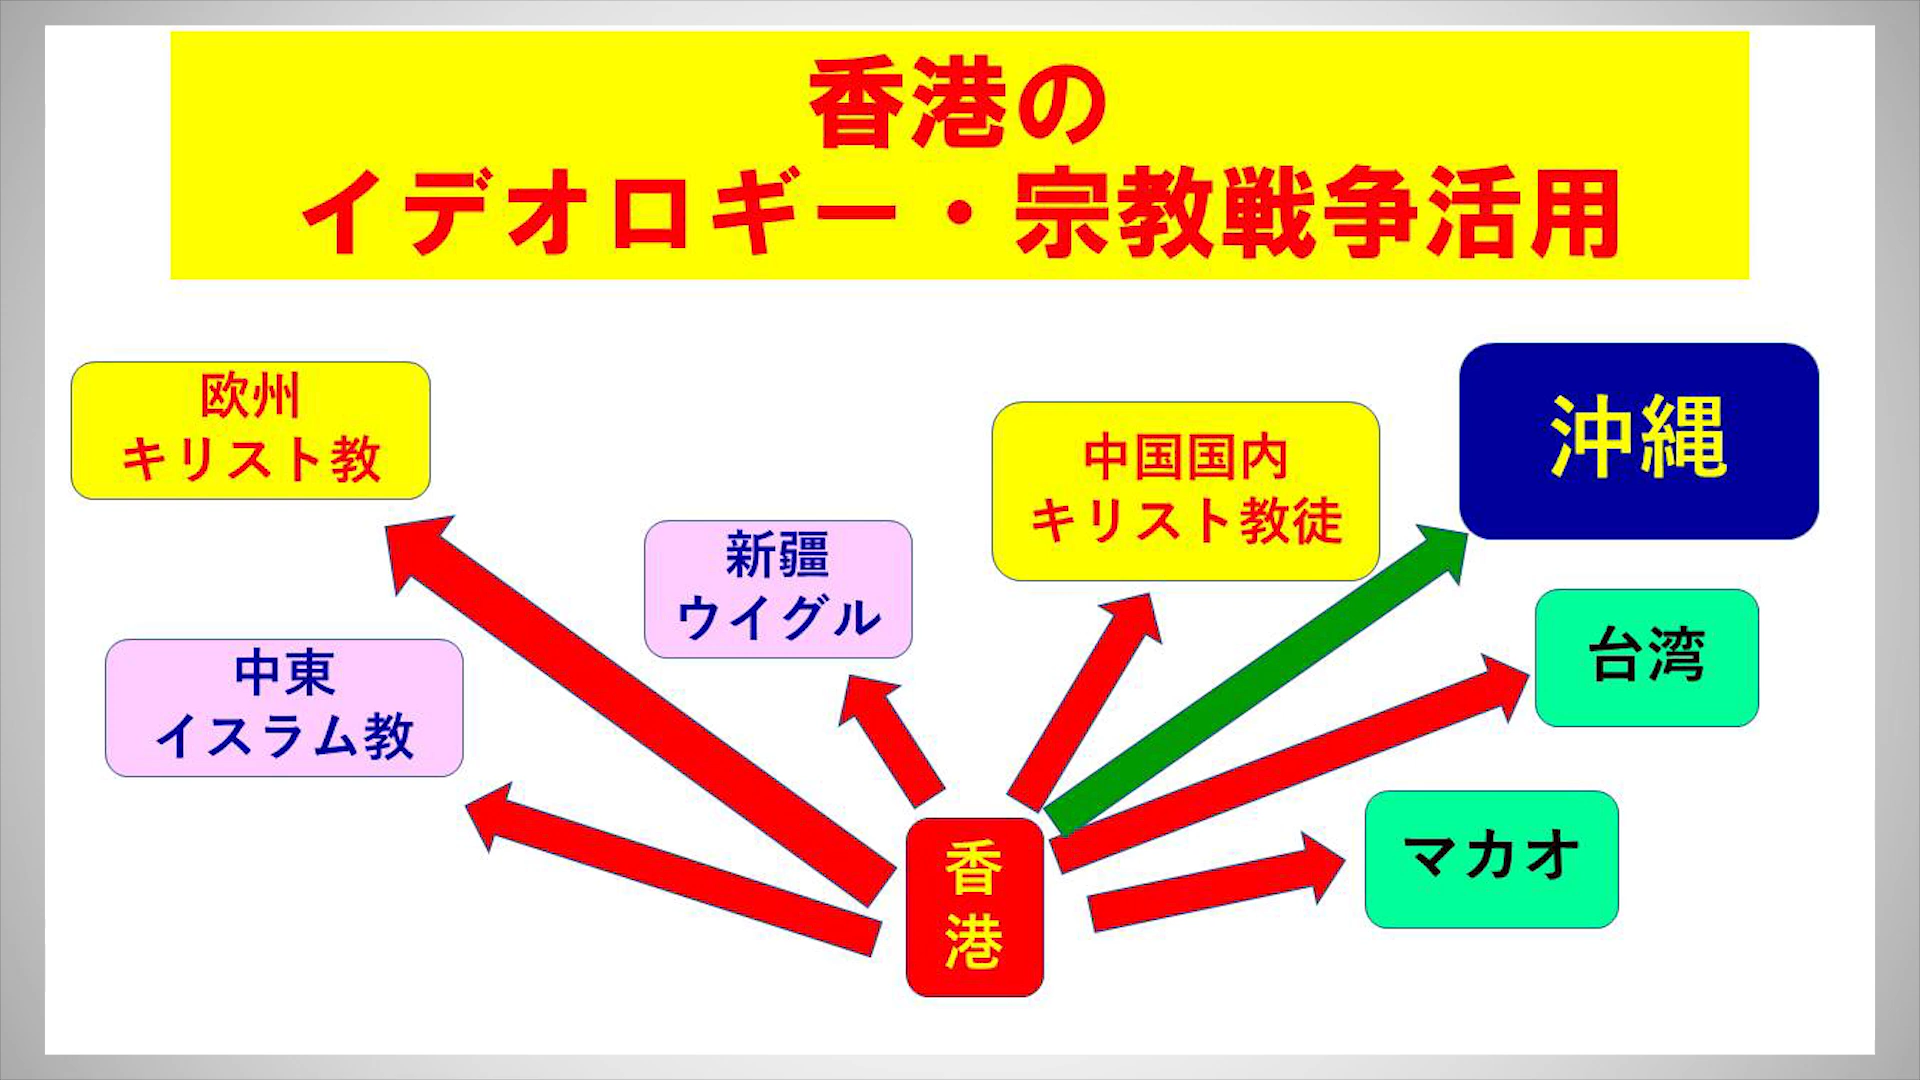 香港の
イデオロギー・宗教戦争活用
欧州
キリスト教
中国国内
キリスト教徒
沖縄
新疆
ウイグル
台湾
中東
イスラム教
マカオ
香
港